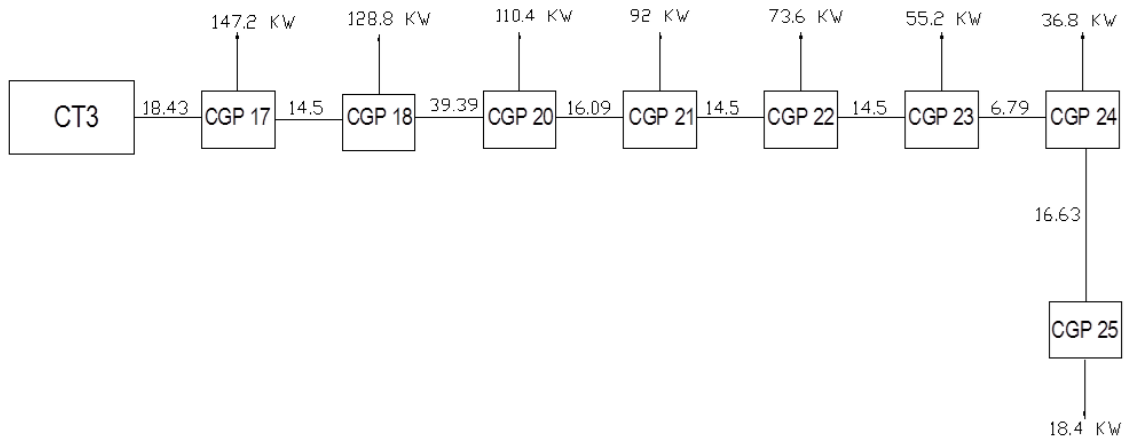 147.2 KW 128.8 KW 110.4 KW 92 KW 73.6 KW 55.2 KW 36.8 KW
CT3 18.43 CGP 17 14.5 CGP 18 39.39 CGP 20 16.09 CGP 21 14.5 CGP 22 14.5 CGP 23 6.79 CGP 24
16.63
CGP 25
18.4 KW